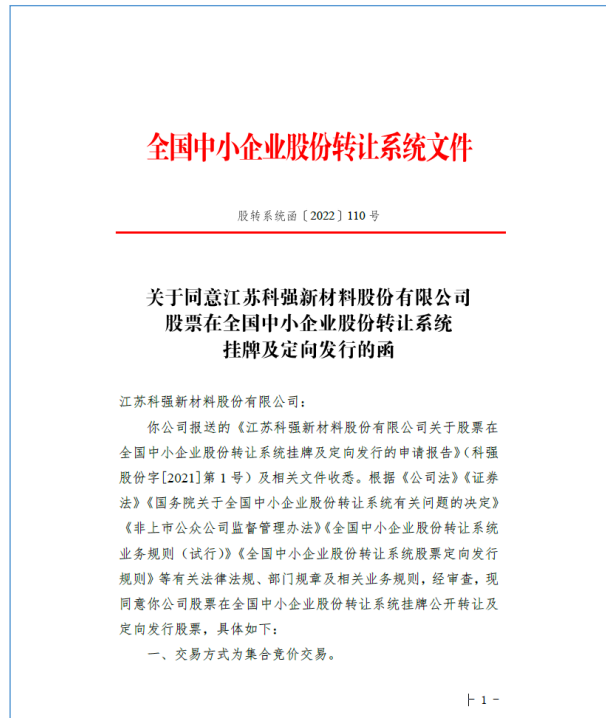 全国中小企业股份转让系统文件
股转系统函〔2022〕110 号
关于同意江苏科强新材料股份有限公司
股票在全国中小企业股份转让系统
挂牌及定向发行的函
江苏科强新材料股份有限公司：
你公司报送的《江苏科强新材料股份有限公司关于股票在
全国中小企业股份转让系统挂牌及定向发行的申请报告》（科强
股份字[2021]第 1 号）及相关文件收悉。根据《公司法》《证券
法》《国务院关于全国中小企业股份转让系统有关问题的决定》
《非上市公众公司监督管理办法》《全国中小企业股份转让系统
业务规则（试行）》《全国中小企业股份转让系统股票定向发行
规则》等有关法律法规、部门规章及相关业务规则，经审查，现
同意你公司股票在全国中小企业股份转让系统挂牌公开转让及
定向发行股票，具体如下：
一、交易方式为集合竞价交易。
- 1 -